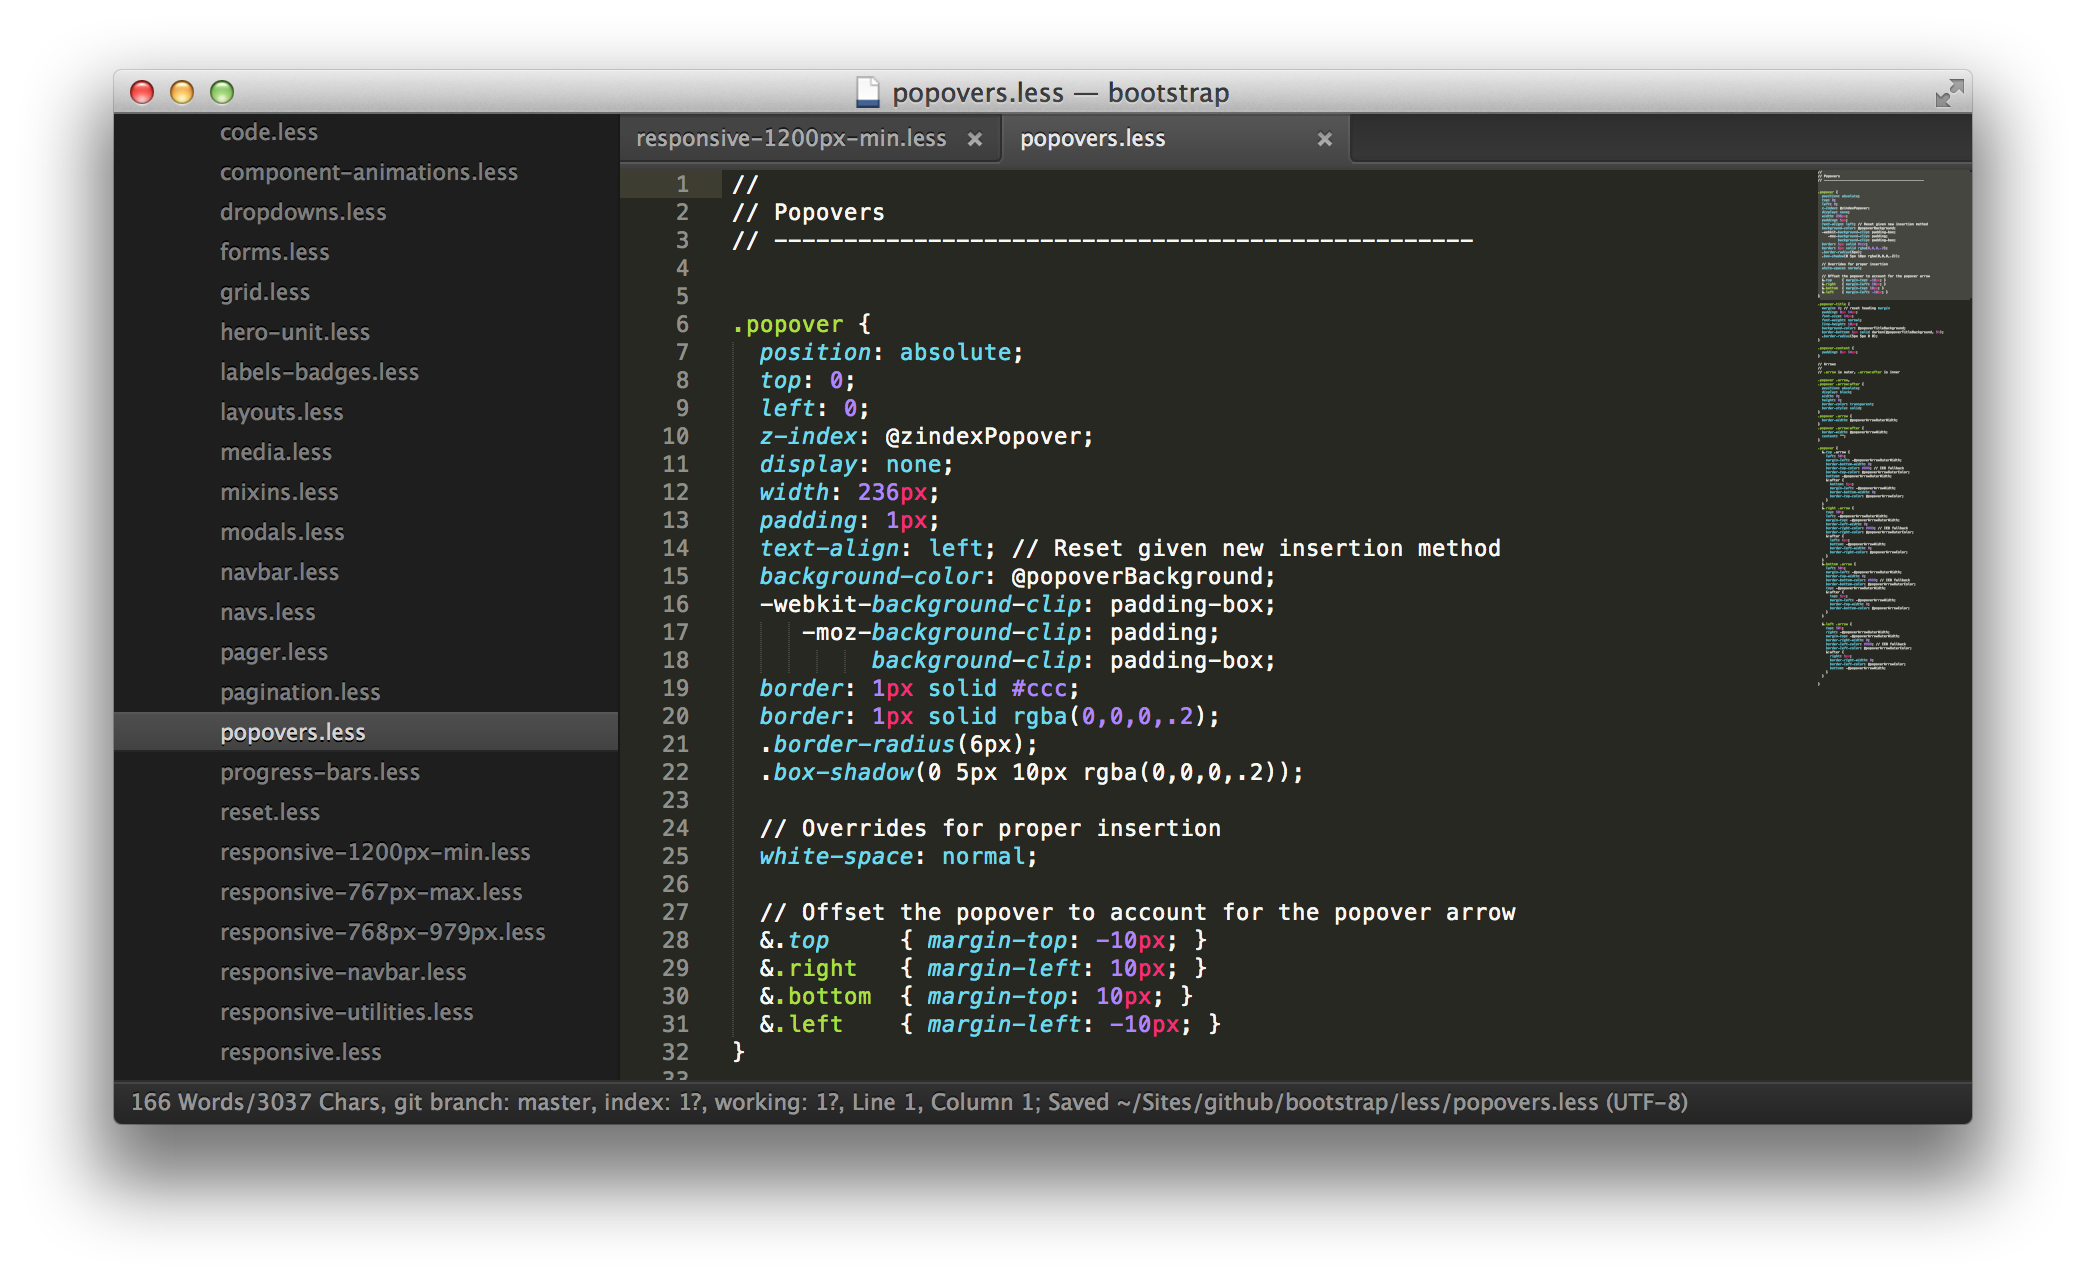 popovers.less — bootstrap
code.less
component-animations.less
dropdowns.less
forms.less
grid.less
hero-unit.less
labels-badges.less
layouts.less
media.less
mixins.less
modals.less
navbar.less
navs.less
pager.less
pagination.less
popovers.less
progress-bars.less
reset.less
responsive-1200px-min.less
responsive-767px-max.less
responsive-768px-979px.less
responsive-navbar.less
responsive-utilities.less
responsive.less
responsive-1200px-min.less × popovers.less ×
1 //
2 // Popovers
3 // --------------------------------------------------
4
5
6 .popover {
7 position: absolute;
8 top: 0;
9 left: 0;
10 z-index: @zindexPopover;
11 display: none;
12 width: 236px;
13 padding: 1px;
14 text-align: left; // Reset given new insertion method
15 background-color: @popoverBackground;
16 -webkit-background-clip: padding-box;
17 -moz-background-clip: padding;
18 background-clip: padding-box;
19 border: 1px solid #ccc;
20 border: 1px solid rgba(0,0,0,.2);
21 .border-radius(6px);
22 .box-shadow(0 5px 10px rgba(0,0,0,.2));
23
24 // Overrides for proper insertion
25 white-space: normal;
26
27 // Offset the popover to account for the popover arrow
28 &.top { margin-top: -10px; }
29 &.right { margin-left: 10px; }
30 &.bottom { margin-top: 10px; }
31 &.left { margin-left: -10px; }
32 }
33
166 Words/3037 Chars, git branch: master, index: 1?, working: 1?, Line 1, Column 1; Saved ~/Sites/github/bootstrap/less/popovers.less (UTF-8)